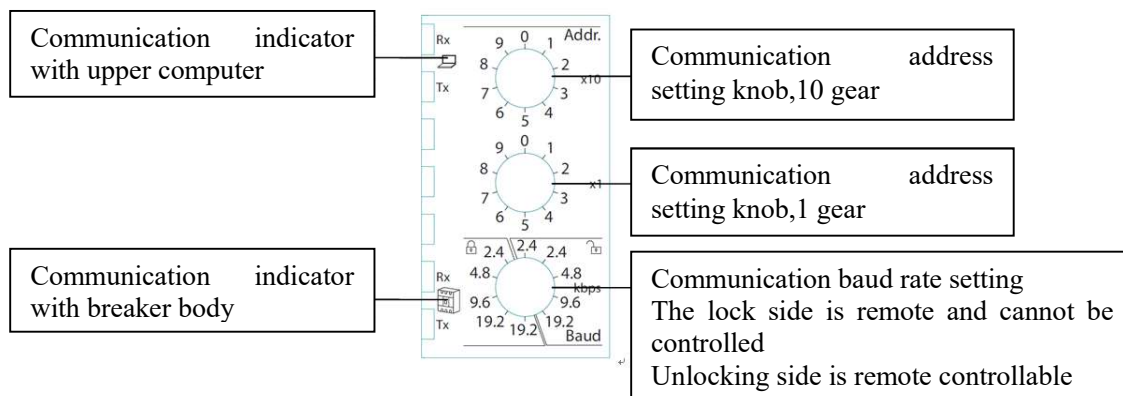 Communication indicator
with upper computer
Rx
Tx
Addr.
0
9 1
8 2
x10
7 3
6 4
5
Communication address
setting knob,10 gear
0
9 1
8 2
x1
7 3
6 4
5
Communication address
setting knob,1 gear
Communication indicator
with breaker body
Rx
Tx
2.4 2.4 2.4
4.8 4.8
kbps
9.6 9.6
19.2 19.2 19.2
Baud
Communication baud rate setting
The lock side is remote and cannot be
controlled
Unlocking side is remote controllable